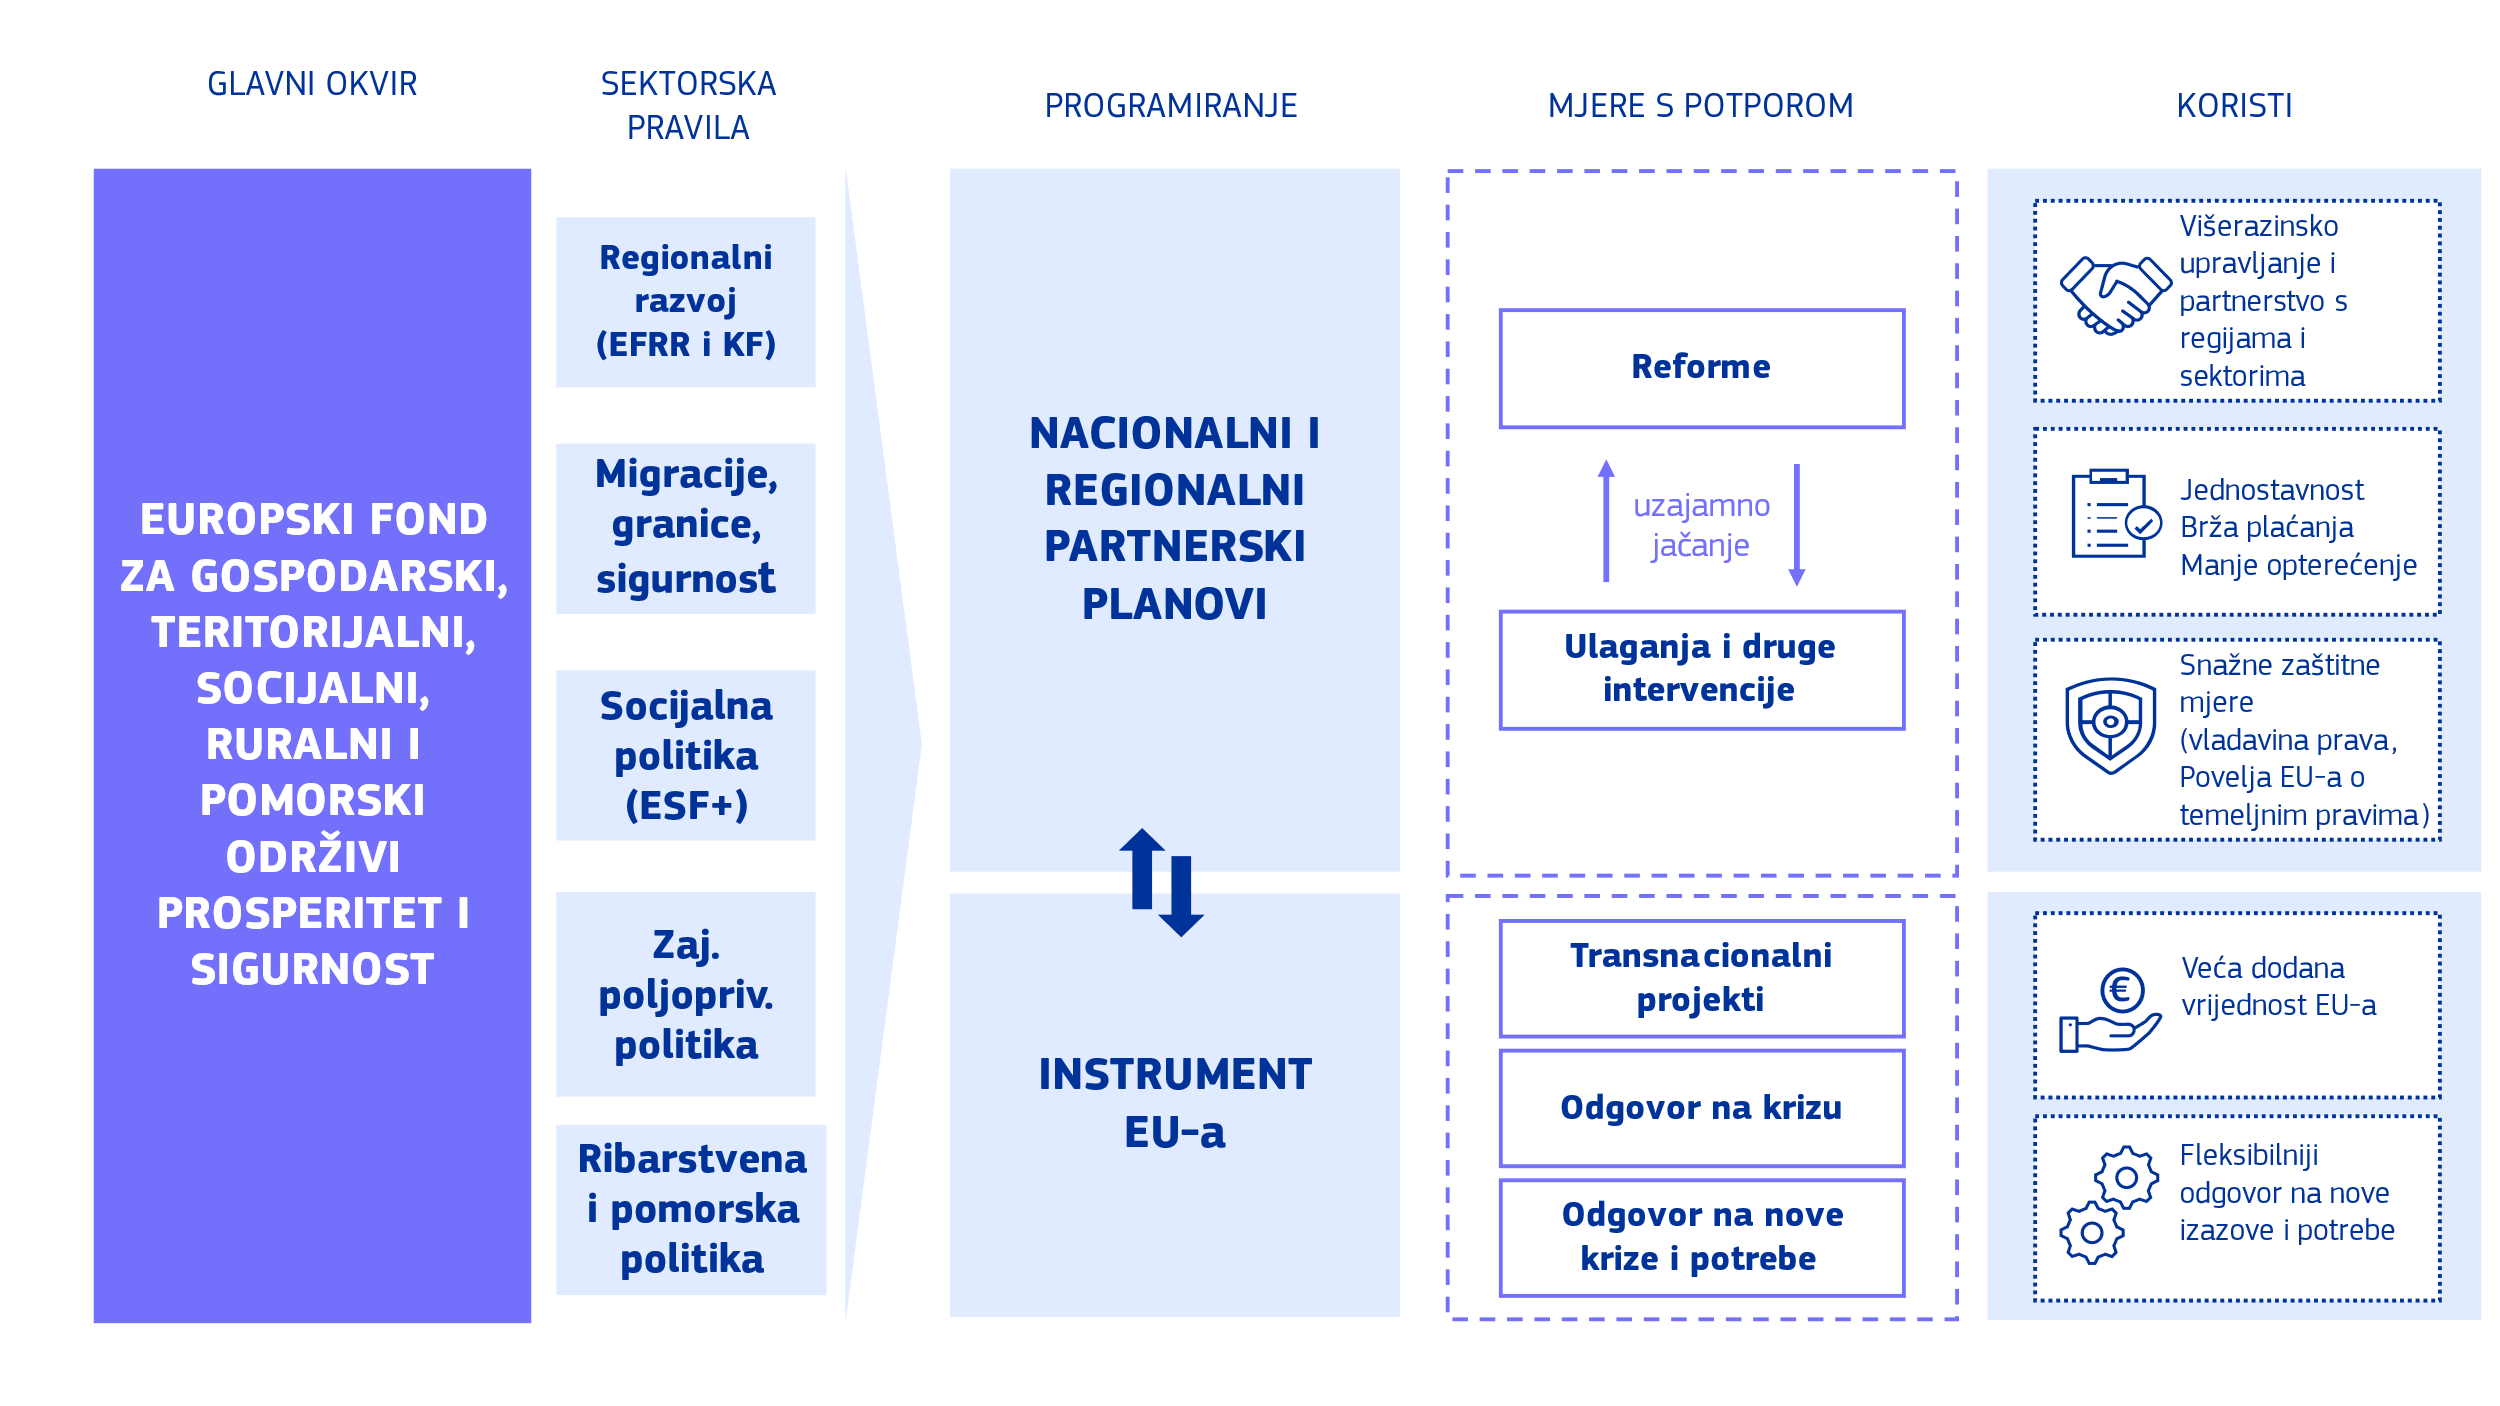 GLAVNI OKVIR
SEKTORSKA
PRAVILA
PROGRAMIRANJE
MJERE S POTPOROM
KORISTI
EUROPSKI FOND
ZA GOSPODARSKI,
TERITORIJALNI,
SOCIJALNI,
RURALNI I
POMORSKI
ODRŽIVI
PROSPERITET I
SIGURNOST
Regionalni
razvoj
(EFRR i KF)
Migracije,
granice,
sigurnost
Socijalna
politika
(ESF+)
Zaj.
poljopriv.
politika
Ribarstvena
i pomorska
politika
NACIONALNI I
REGIONALNI
PARTNERSKI
PLANOVI
INSTRUMENT
EU-a
Reforme
uzajamno
jačanje
Ulaganja i druge
intervencije
Transnacionalni
projekti
Odgovor na krizu
Odgovor na nove
krize i potrebe
Višerazinsko
upravljanje i
partnerstvo s
regijama i
sektorima
Jednostavnost
Brža plaćanja
Manje opterećenje
Snažne zaštitne
mjere
(vladavina prava,
Povelja EU-a o
temeljnim pravima)
€
Veća dodana
vrijednost EU-a
Fleksibilniji
odgovor na nove
izazove i potrebe